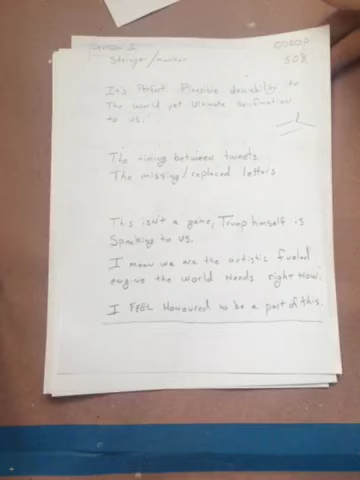 Stringer/marker
50%
It's Perfect Plausible deniability to
The World yet Ultimate confirmation
to us.
The timing between tweets
The missing/replaced letters
This isn't a game, Trump himself is
Speaking to us.
I mean we are the autistic fueled
engine the world Needs right Now.
I FEEL Honoured to be a part of this.